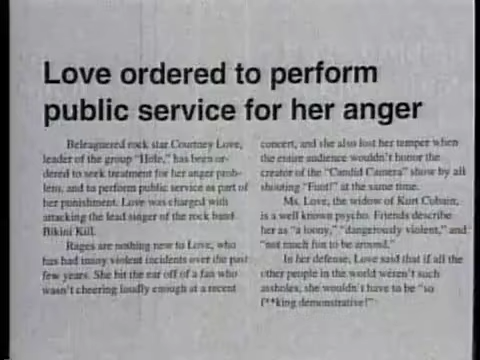 Love ordered to perform
public service for her anger
Beleaguered rock star Courtney Love,
leader of the group "Hole," has been or-
dered to seek treatment for her anger prob-
lem, and to perform public service as part of
her punishment. Love was charged with
attacking the lead singer of the rock band
Bikini Kill.
Rages are nothing new to Love, who
has had many violent incidents over the past
few years. She bit the ear off of a fan who
wasn't cheering loudly enough at a recent
concert, and she also lost her temper when
the entire audience wouldn't honor the
creator of the "Candid Camera" show by all
shouting "Funt!" at the same time.
Ms. Love, the widow of Kurt Cobain,
is a well known psycho. Friends describe
her as "a loony," "dangerously violent," and
"not much fun to be around."
In her defense, Love said that if all the
other people in the world weren't such
assholes, she wouldn't have to be "so
f**king demonstrative!"